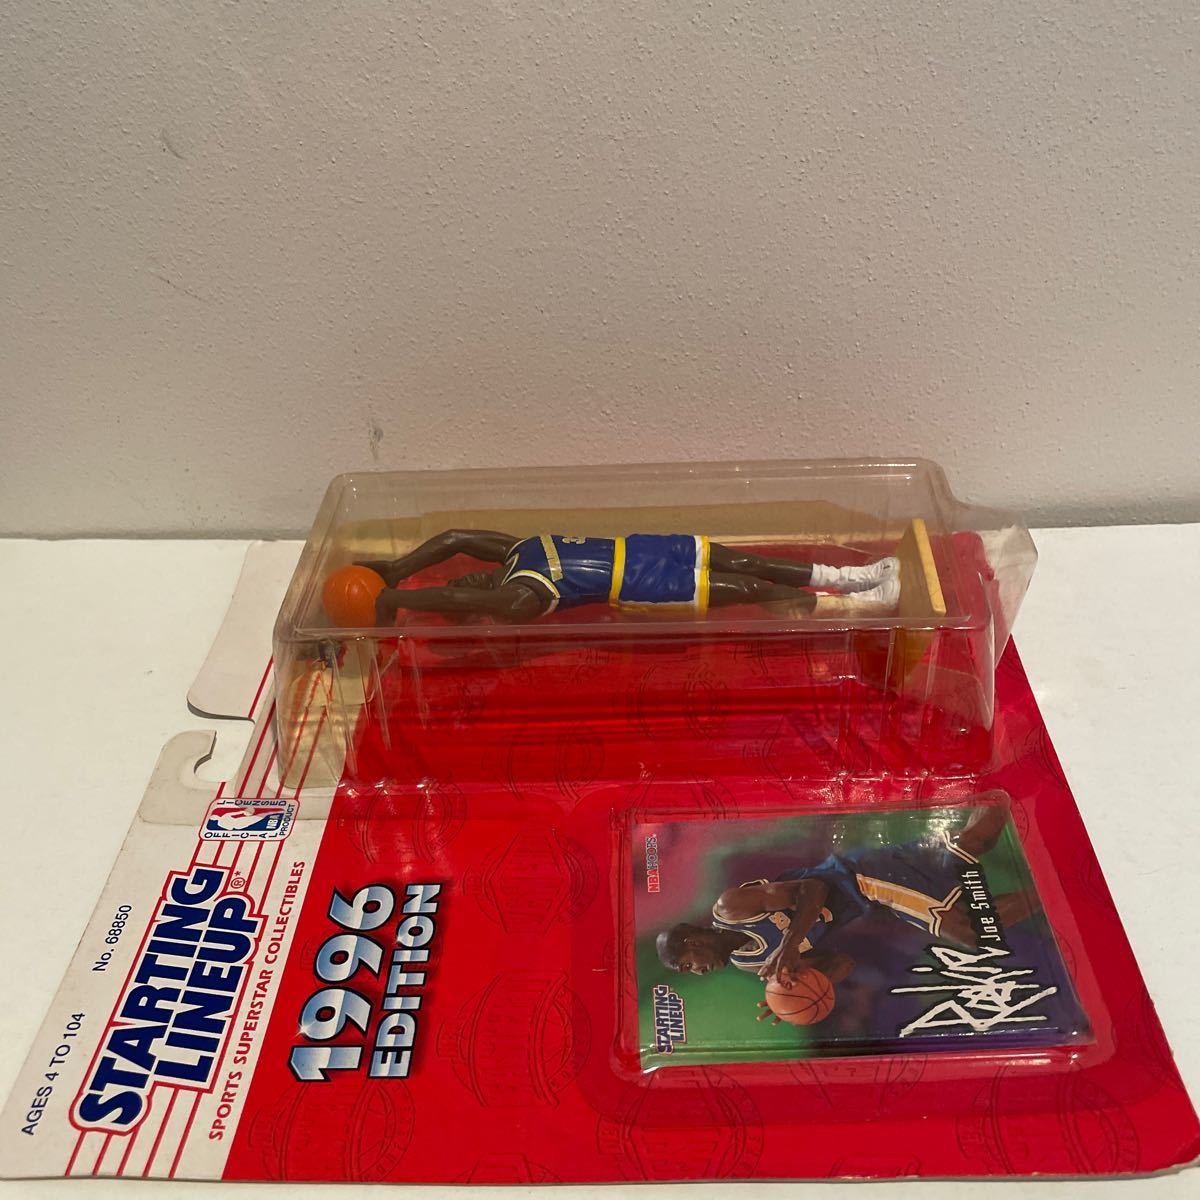 AGES 4 TO 104
No. 68850
STARTING
LINEUP®*
SPORTS SUPERSTAR COLLECTIBLES
OFFICIAL LICENSED
NBA
PRODUCT
1996
EDITION
NBA HOOPS
STARTING
LINEUP
Joe Smith